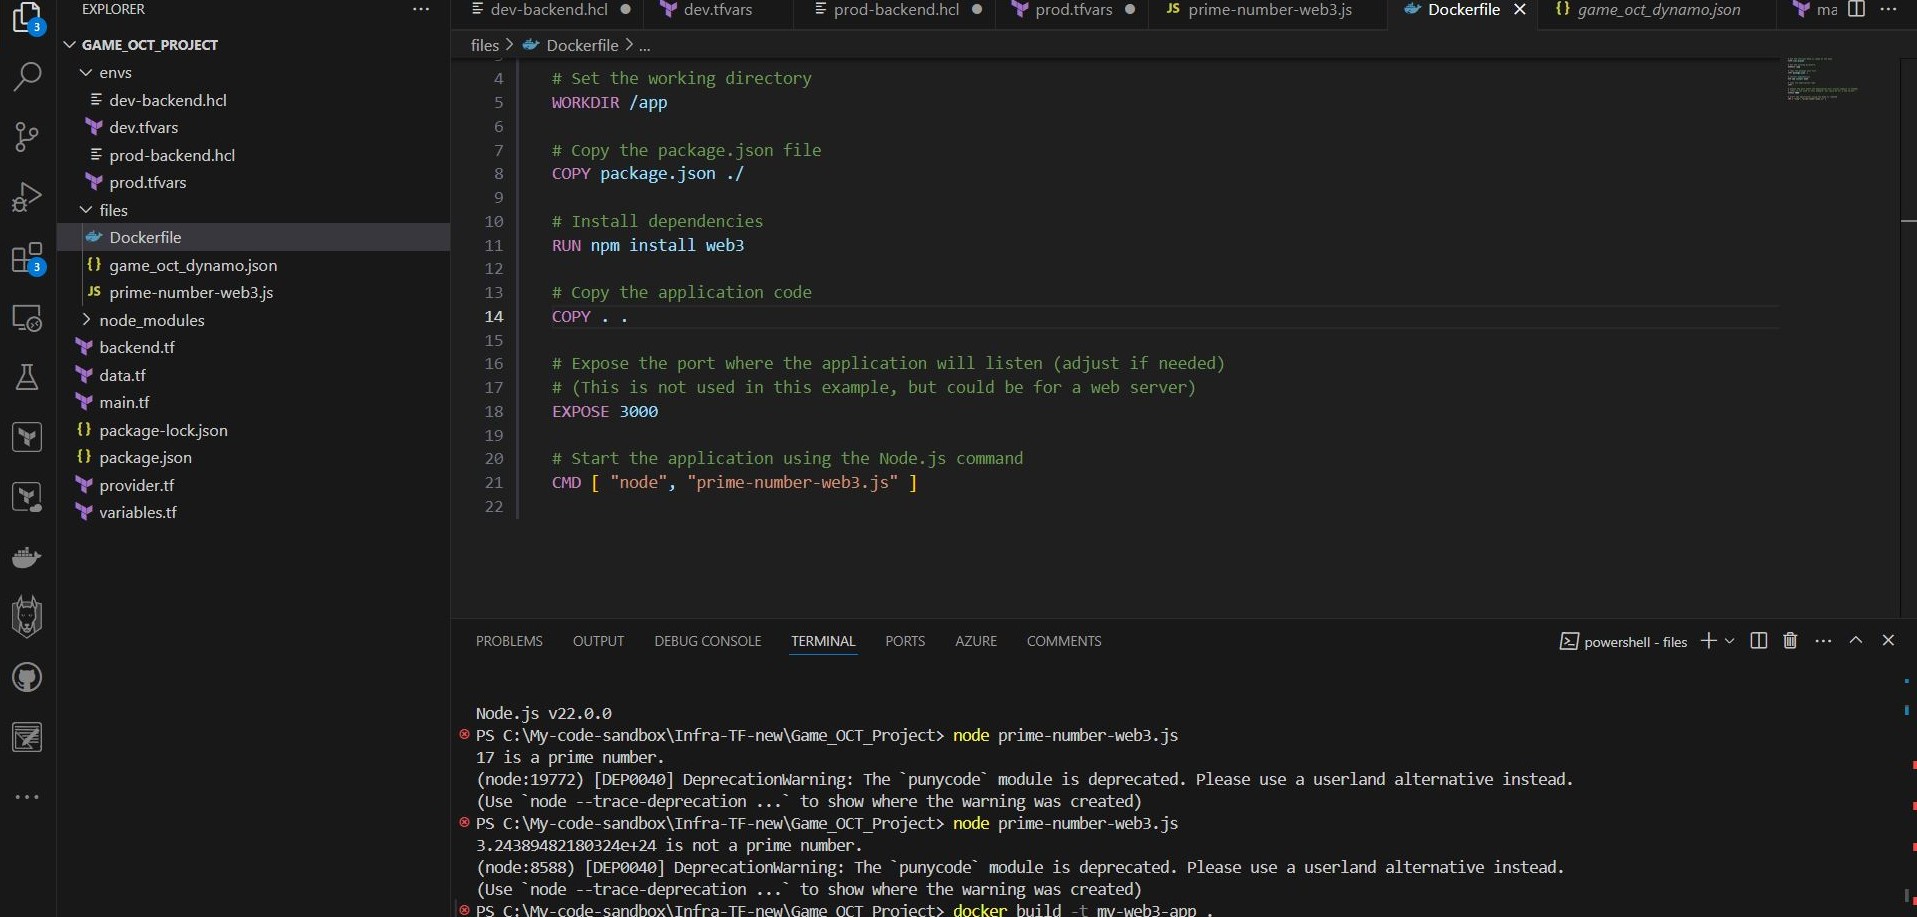 EXPLORER
dev-backend.hcl
dev.tfvars
prod-backend.hcl
prod.tfvars
JS prime-number-web3.js
Dockerfile
{} game_oct_dynamo.json
ma
3
GAME_OCT_PROJECT
envs
dev-backend.hcl
dev.tfvars
prod-backend.hcl
prod.tfvars
files
Dockerfile
{} game_oct_dynamo.json
JS prime-number-web3.js
node_modules
backend.tf
data.tf
main.tf
{} package-lock.json
{} package.json
provider.tf
variables.tf
3
files > Dockerfile > ...
4 # Set the working directory
5 WORKDIR /app
6
7 # Copy the package.json file
8 COPY package.json ./
9
10 # Install dependencies
11 RUN npm install web3
12
13 # Copy the application code
14 COPY . .
15
16 # Expose the port where the application will listen (adjust if needed)
17 # (This is not used in this example, but could be for a web server)
18 EXPOSE 3000
19
20 # Start the application using the Node.js command
21 CMD [ "node", "prime-number-web3.js" ]
22
PROBLEMS OUTPUT DEBUG CONSOLE TERMINAL PORTS AZURE COMMENTS
powershell - files
Node.js v22.0.0
PS C:\My-code-sandbox\Infra-TF-new\Game_OCT_Project> node prime-number-web3.js
17 is a prime number.
(node:19772) [DEP0040] DeprecationWarning: The `punycode` module is deprecated. Please use a userland alternative instead.
(Use `node --trace-deprecation ...` to show where the warning was created)
PS C:\My-code-sandbox\Infra-TF-new\Game_OCT_Project> node prime-number-web3.js
3.24389482180324e+24 is not a prime number.
(node:8588) [DEP0040] DeprecationWarning: The `punycode` module is deprecated. Please use a userland alternative instead.
(Use `node --trace-deprecation ...` to show where the warning was created)
PS C:\My-code-sandbox\Infra-TF-new\Game_OCT_Project> docker build -t my-web3-app .